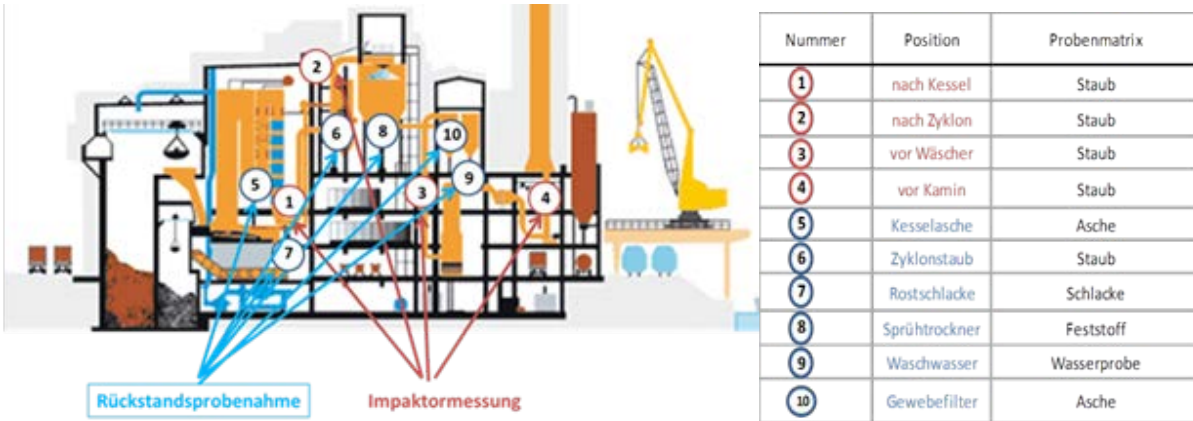 2
6
8
10
5
1
3
9
4
7
Rückstandsprobenahme
Impaktormessung
Nummer Position Probenmatrix
1 nach Kessel Staub
2 nach Zyklon Staub
3 vor Wäscher Staub
4 vor Kamin Staub
5 Kesselasche Asche
6 Zyklonstaub Staub
7 Rostschlacke Schlacke
8 Sprühtrockner Feststoff
9 Waschwasser Wasserprobe
10 Gewebefilter Asche